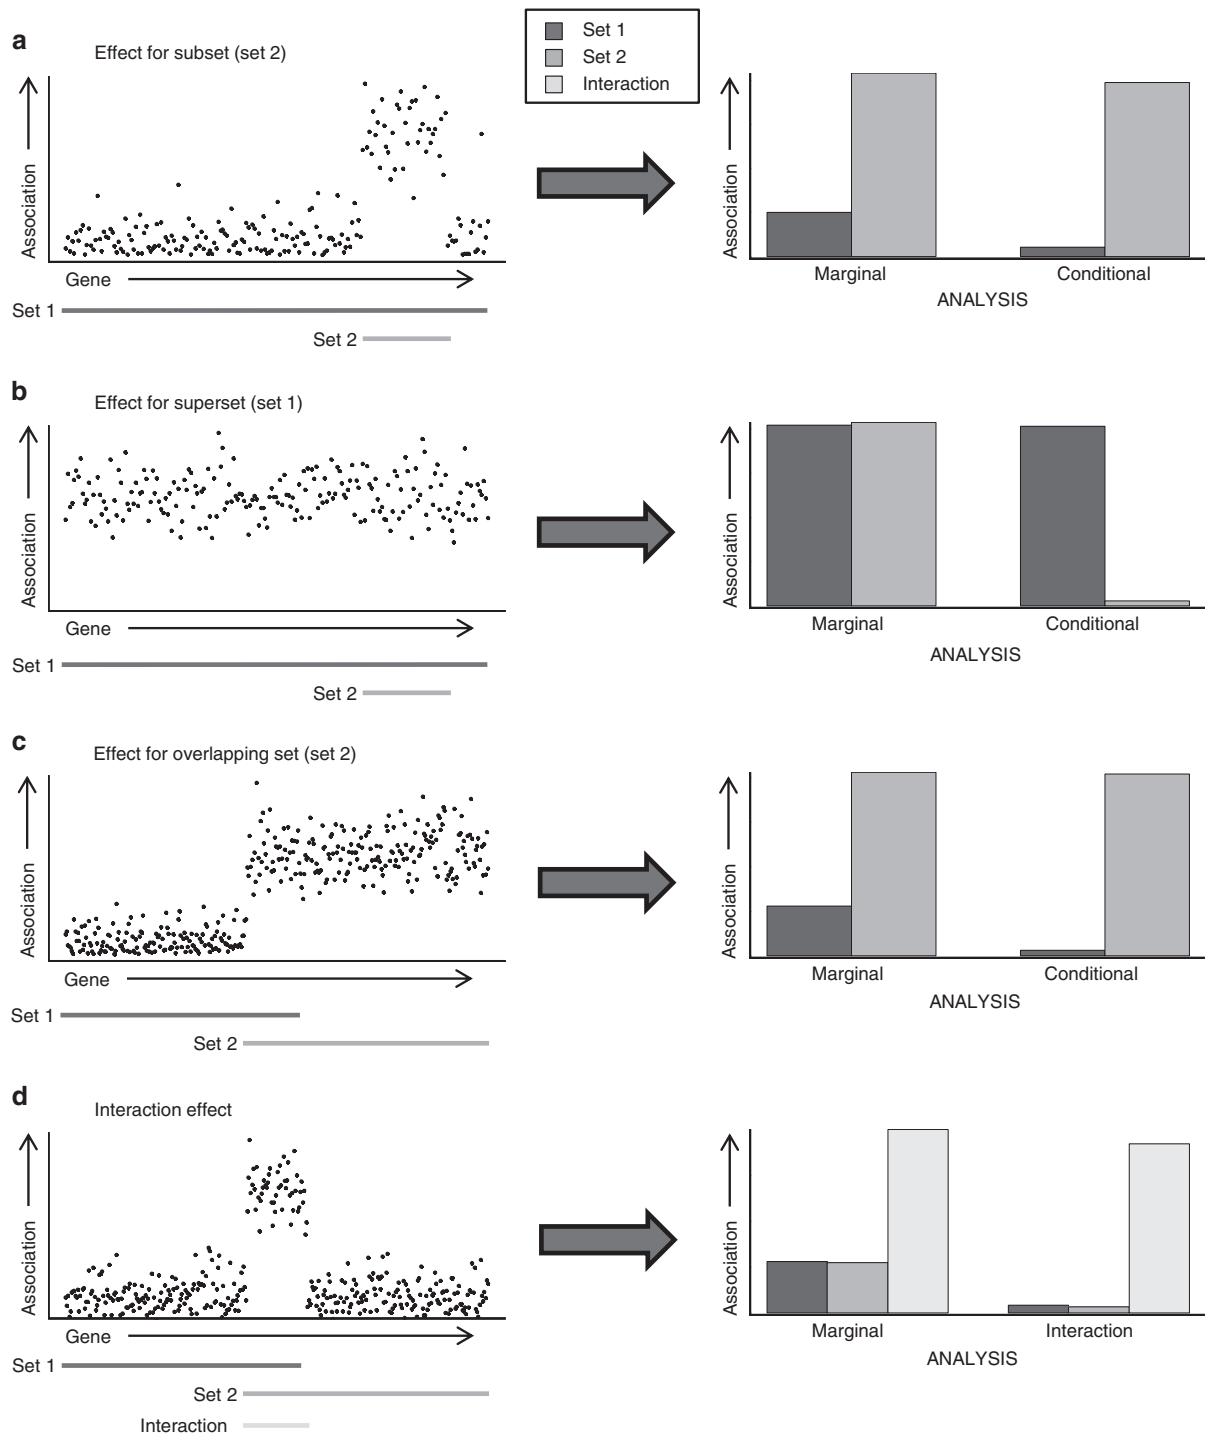 a
Effect for subset (set 2)
Association
Gene
Set 1
Set 2
Set 1
Set 2
Interaction
Association
Marginal
Conditional
ANALYSIS
b
Effect for superset (set 1)
Association
Gene
Set 1
Set 2
Association
Marginal
Conditional
ANALYSIS
c
Effect for overlapping set (set 2)
Association
Gene
Set 1
Set 2
Association
Marginal
Conditional
ANALYSIS
d
Interaction effect
Association
Gene
Set 1
Set 2
Interaction
Association
Marginal
Interaction
ANALYSIS